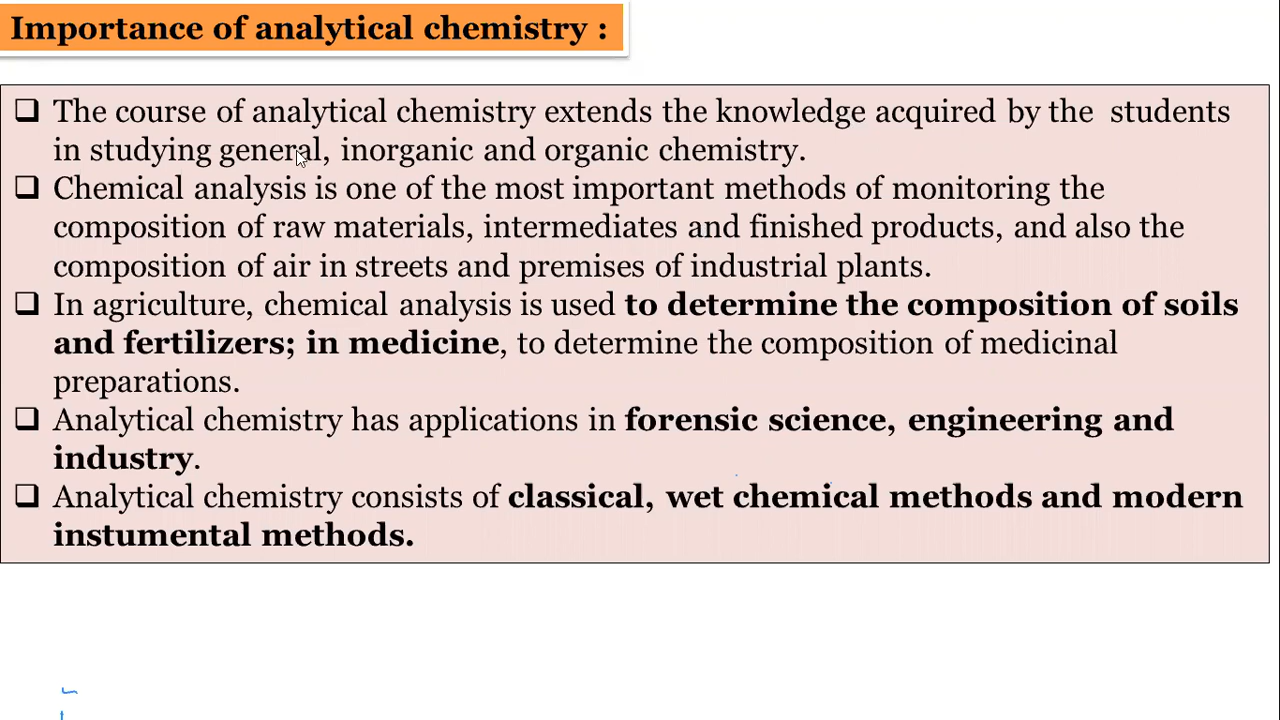 Importance of analytical chemistry :
❑ The course of analytical chemistry extends the knowledge acquired by the students
in studying general, inorganic and organic chemistry.
❑ Chemical analysis is one of the most important methods of monitoring the
composition of raw materials, intermediates and finished products, and also the
composition of air in streets and premises of industrial plants.
❑ In agriculture, chemical analysis is used to determine the composition of soils
and fertilizers; in medicine, to determine the composition of medicinal
preparations.
❑ Analytical chemistry has applications in forensic science, engineering and
industry.
❑ Analytical chemistry consists of classical, wet chemical methods and modern
instumental methods.